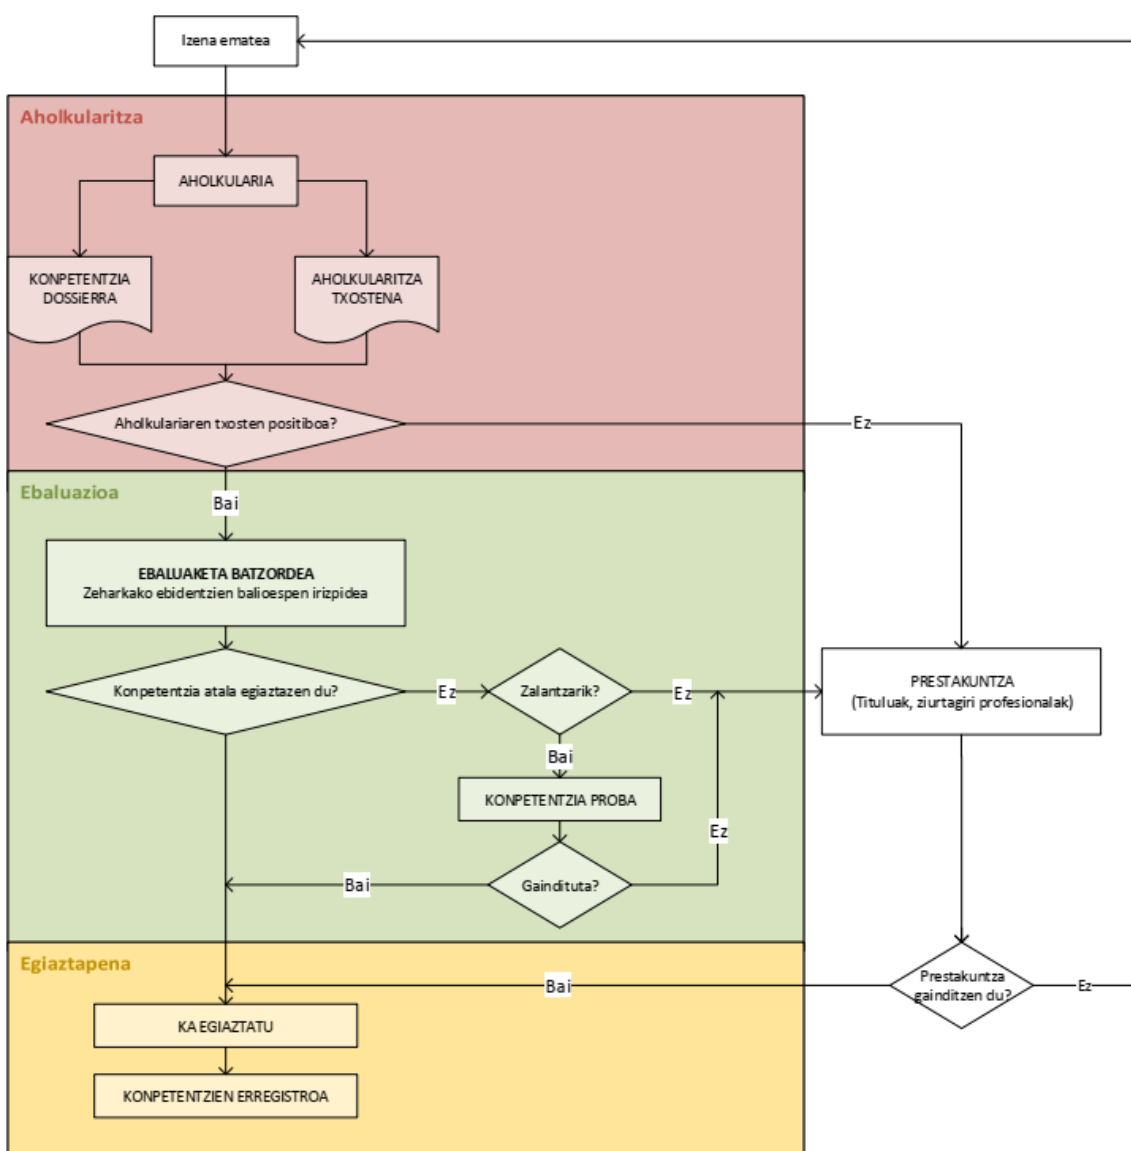 Izena ematea
Aholkularitza
AHOLKULARIA
KONPETENTZIA
DOSSiERRA
AHOLKULARITZA
TXOSTENA
Aholkulariaren txosten positiboa?
Ez
Ebaluazioa
Bai
EBALUAKETA BATZORDEA
Zeharkako ebidentzien balioespen irizpidea
Konpetentzia atala egiaztazen du?
Ez
Zalantzarik?
Ez
PRESTAKUNTZA
(Tituluak, ziurtagiri profesionalak)
Bai
KONPETENTZIA PROBA
Ez
Bai
Gaindituta?
Egiaztapena
Bai
Prestakuntza
gainditzen du?
Ez
KA EGIAZTATU
KONPETENTZIEN ERREGISTROA